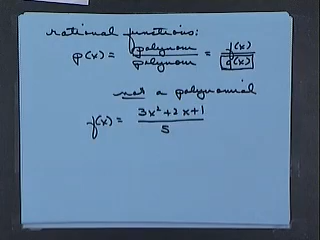 rational functions:
p(x) = polynom / polynom = f(x) / g(x)
not a polynomial
f(x) = 3x² + 2x + 1 / 5